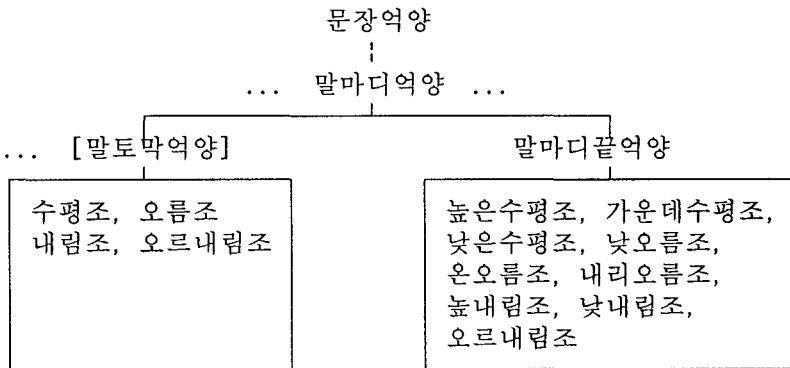 문장억양
... 말마디억양 ...
... [말토막억양] 말마디끝억양
수평조, 오름조
내림조, 오르내림조
높은수평조, 가운데수평조,
낮은수평조, 낮오름조,
온오름조, 내리오름조,
높내림조, 낮내림조,
오르내림조